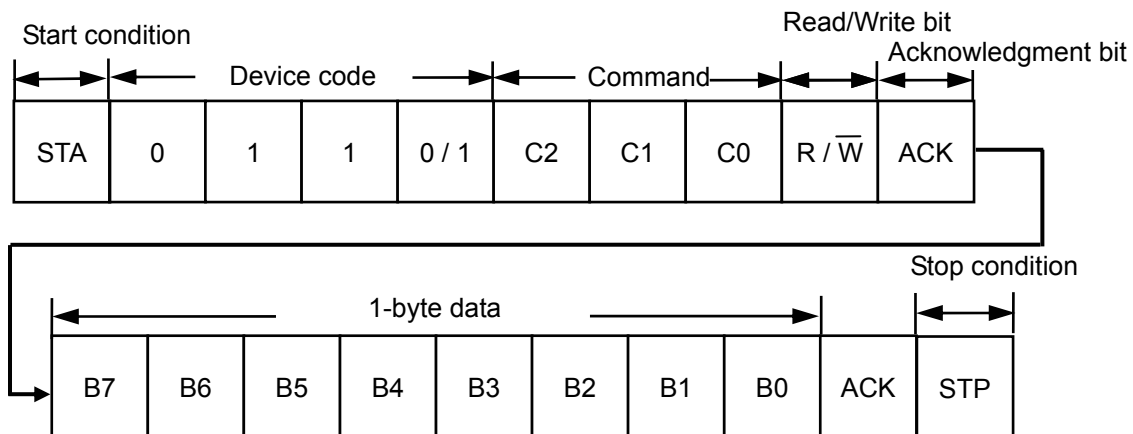 Read/Write bit
Start condition
Acknowledgment bit
Device code
Command
STA 0 1 1 0 / 1 C2 C1 C0 R / W̅ ACK
Stop condition
1-byte data
B7 B6 B5 B4 B3 B2 B1 B0 ACK STP